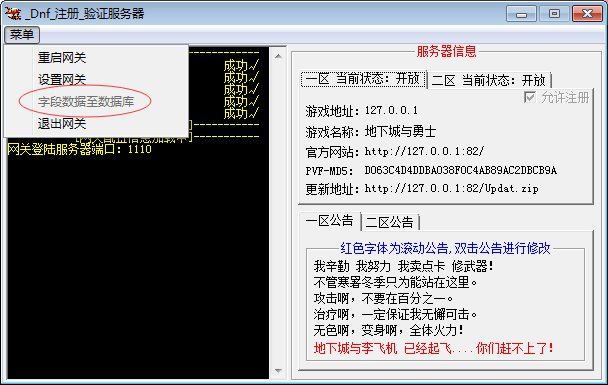 _Dnf_注册_验证服务器
菜单
重启网关
设置网关
字段数据至数据库
退出网关
成功√
成功√
成功√
成功√
成功√
网关登陆服务器端口：1110
服务器信息
一区 当前状态：开放 二区 当前状态：开放
允许注册
游戏地址：127.0.0.1
游戏名称：地下城与勇士
官方网站：http://127.0.0.1:82/
PVF-MD5： D063C4D4DDBA038F0C4AB89AC2DBCB9A
更新地址：http://127.0.0.1:82/Updat.zip
一区公告 二区公告
红色字体为滚动公告,双击公告进行修改
我辛勤 我努力 我卖点卡 修武器！
不管寒暑冬季只为能站在这里。
攻击啊，不要在百分之一。
治疗啊，一定保证我无懈可击。
无色啊，变身啊，全体火力！
地下城与李飞机 已经起飞....你们赶不上了！